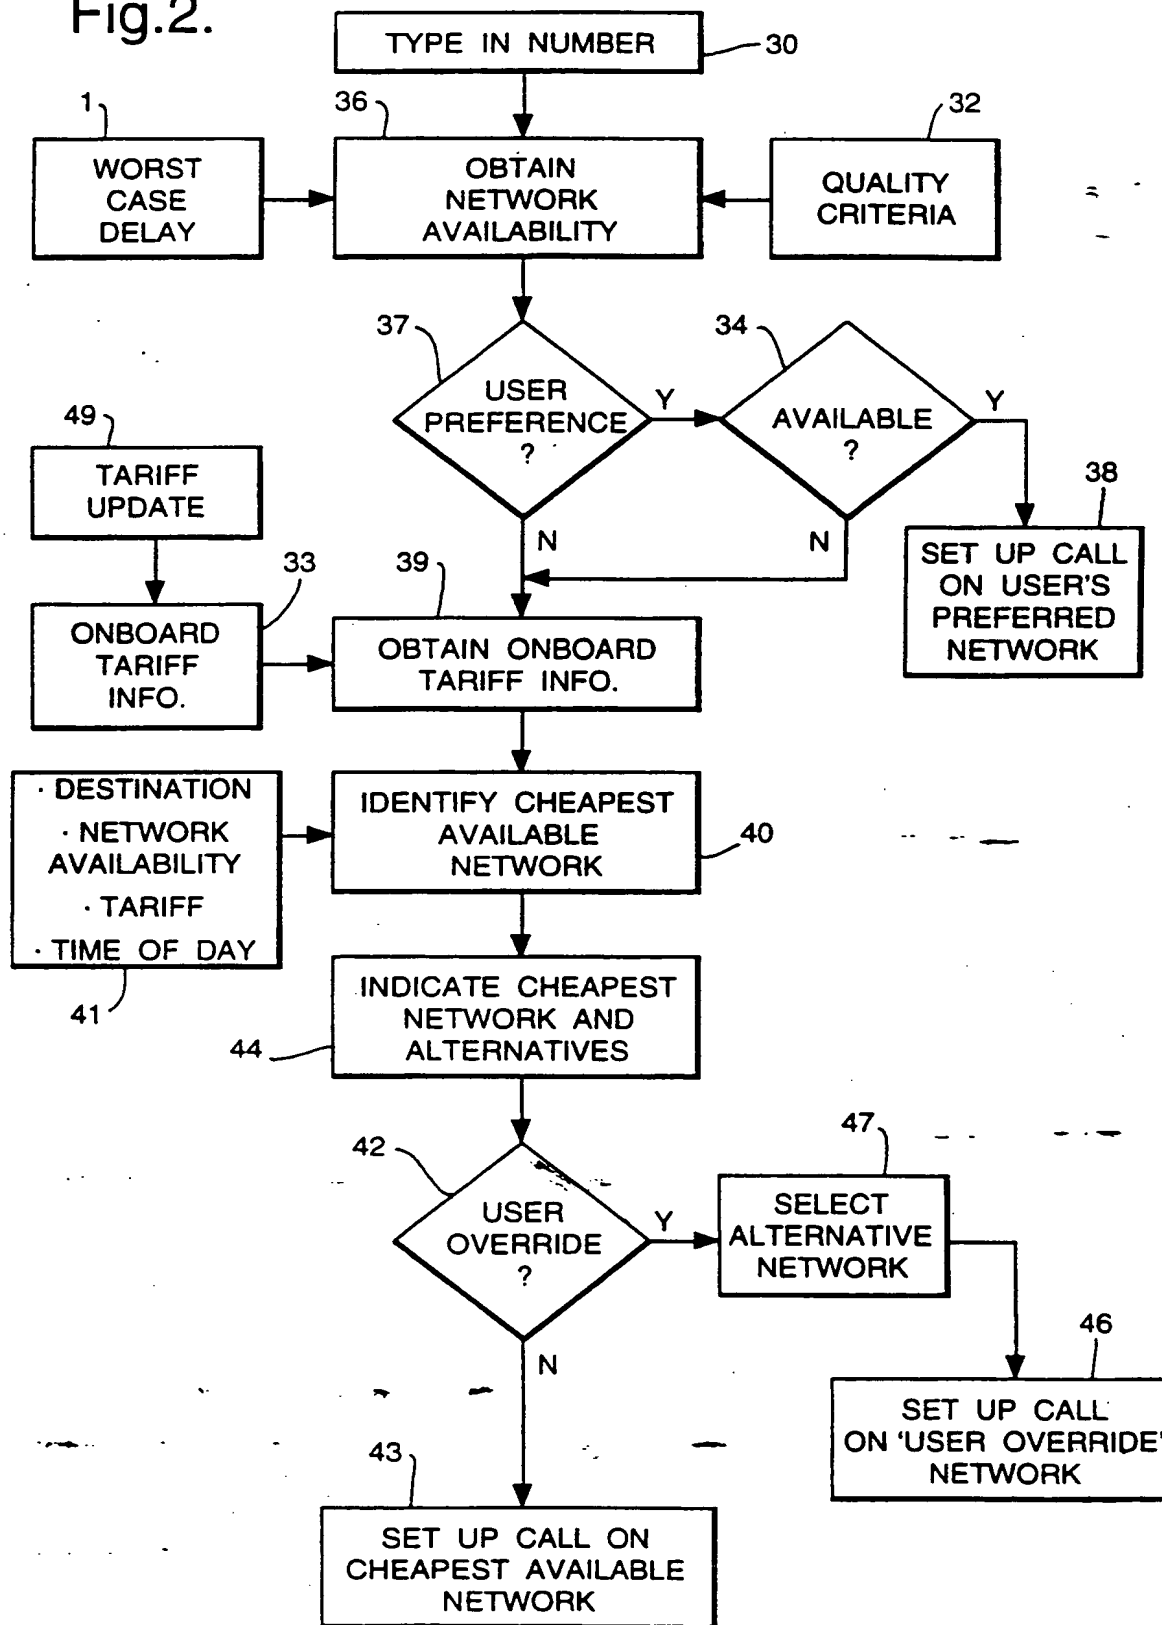 Fig.2.
TYPE IN NUMBER
30
1
36
32
WORST
CASE
DELAY
OBTAIN
NETWORK
AVAILABILITY
QUALITY
CRITERIA
37
34
USER
PREFERENCE
?
Y
AVAILABLE
?
Y
N
N
49
TARIFF
UPDATE
38
SET UP CALL
ON USER'S
PREFERRED
NETWORK
33
39
ONBOARD
TARIFF
INFO.
OBTAIN ONBOARD
TARIFF INFO.
· DESTINATION
· NETWORK
AVAILABILITY
· TARIFF
· TIME OF DAY
41
IDENTIFY CHEAPEST
AVAILABLE
NETWORK
40
INDICATE CHEAPEST
NETWORK AND
ALTERNATIVES
44
42
USER
OVERRIDE
?
Y
N
47
SELECT
ALTERNATIVE
NETWORK
46
SET UP CALL
ON 'USER OVERRIDE'
NETWORK
43
SET UP CALL ON
CHEAPEST AVAILABLE
NETWORK